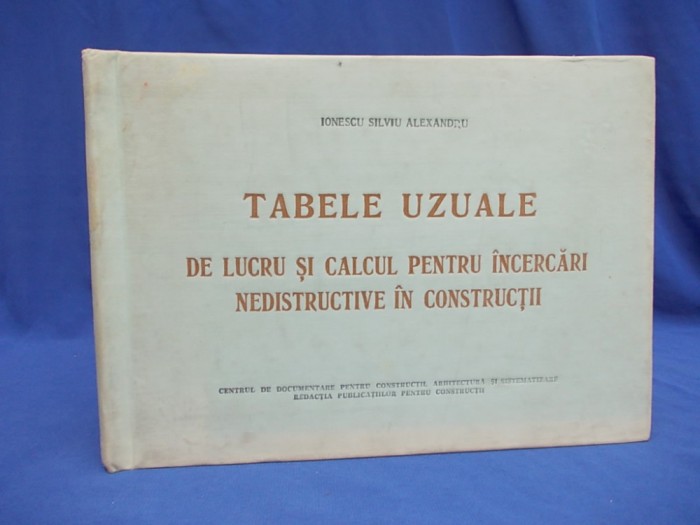 IONESCU SILVIU ALEXANDRU
TABELE UZUALE
DE LUCRU ȘI CALCUL PENTRU ÎNCERCĂRI
NEDISTRUCTIVE ÎN CONSTRUCȚII
CENTRUL DE DOCUMENTARE PENTRU CONSTRUCȚII, ARHITECTURĂ ȘI SISTEMATIZARE
REDACȚIA PUBLICAȚIILOR PENTRU CONSTRUCȚII